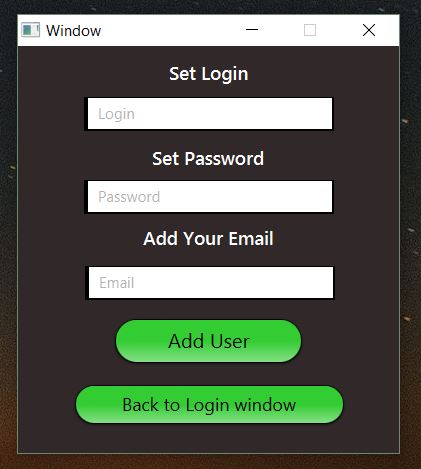 Window
Set Login
Login
Set Password
Password
Add Your Email
Email
Add User
Back to Login window